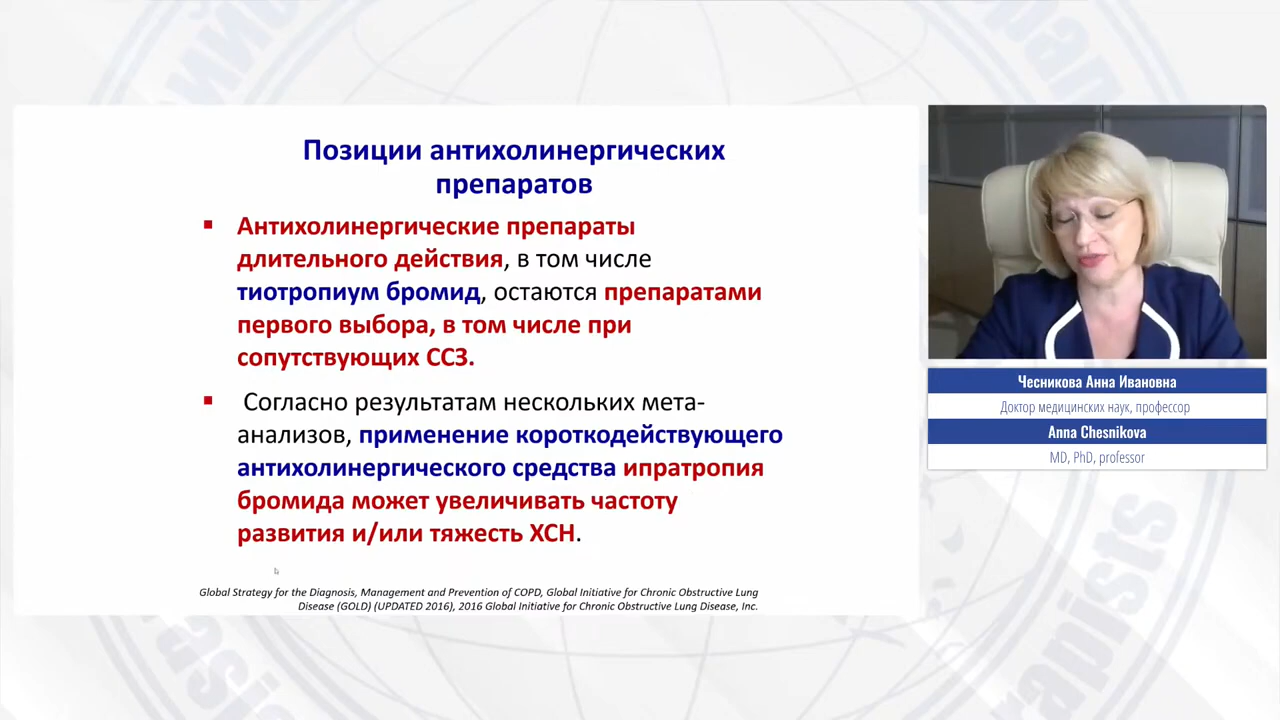 Позиции антихолинергических
препаратов
Антихолинергические препараты
длительного действия, в том числе
тиотропиум бромид, остаются препаратами
первого выбора, в том числе при
сопутствующих ССЗ.
Согласно результатам нескольких мета-
анализов, применение короткодействующего
антихолинергического средства ипратропия
бромида может увеличивать частоту
развития и/или тяжесть ХСН.
Global Strategy for the Diagnosis, Management and Prevention of COPD, Global Initiative for Chronic Obstructive Lung
Disease (GOLD) (UPDATED 2016), 2016 Global Initiative for Chronic Obstructive Lung Disease, Inc.
Чесникова Анна Ивановна
Доктор медицинских наук, профессор
Anna Chesnikova
MD, PhD, professor